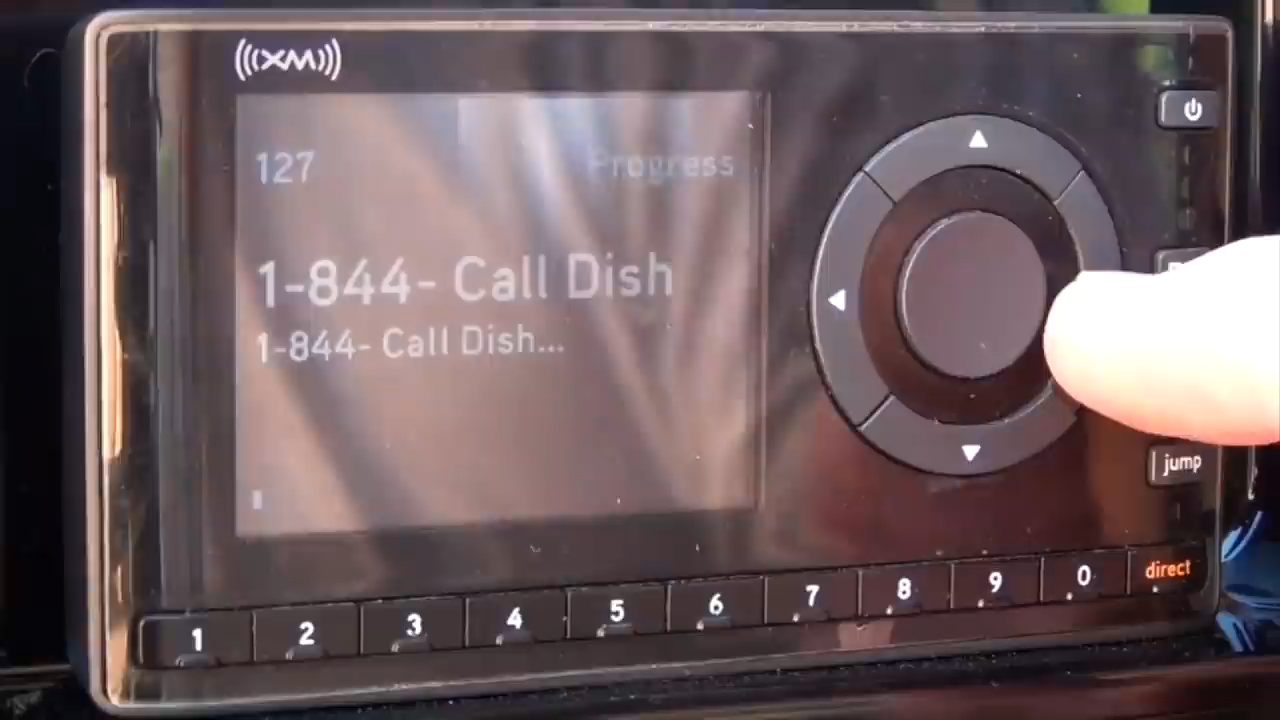 (((XM)))
127 Progress
1-844- Call Dish
1-844- Call Dish...
jump
1 2 3 4 5 6 7 8 9 0 direct